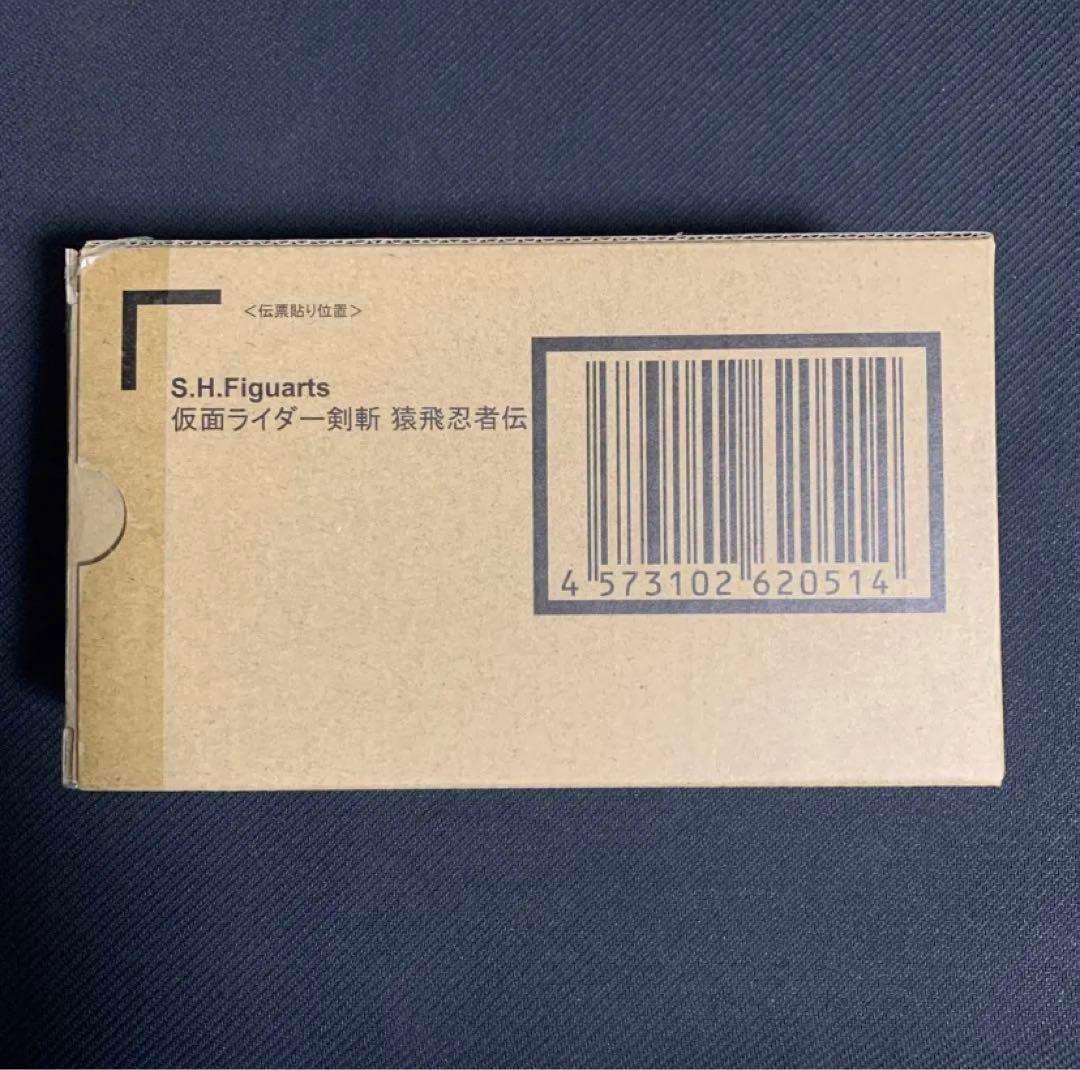 <伝票貼り位置>
S.H.Figuarts
仮面ライダー剣斬 猿飛忍者伝
4 573102 620514